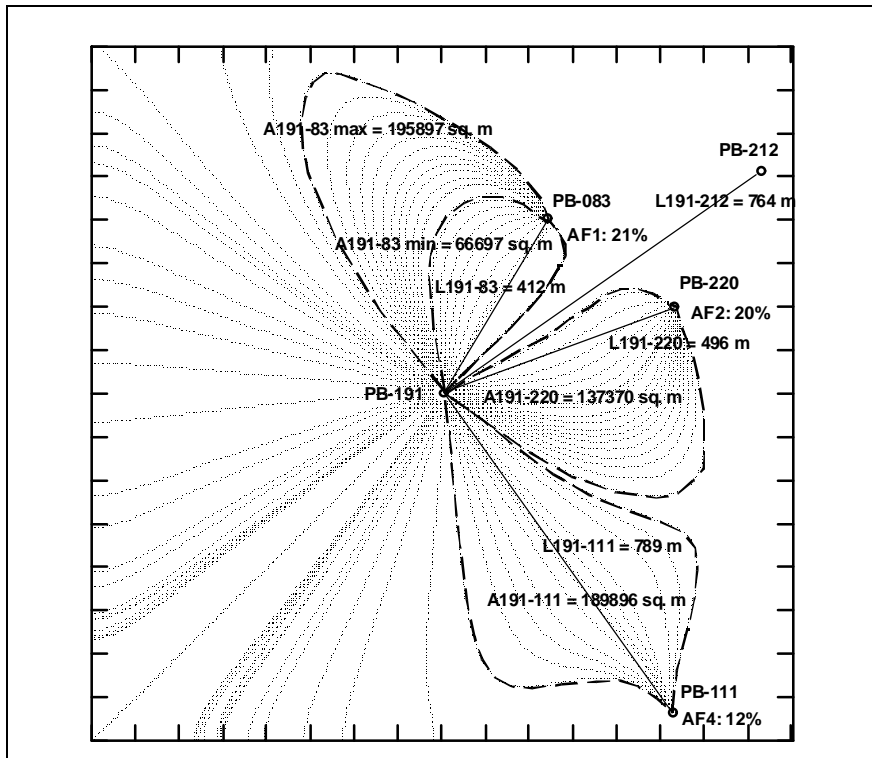 A191-83 max = 195897 sq. m
PB-212
L191-212 = 764 m
PB-083
AF1: 21%
A191-83 min = 66697 sq. m
PB-220
L191-83 = 412 m
AF2: 20%
L191-220 = 496 m
PB-191
A191-220 = 137370 sq. m
L191-111 = 789 m
A191-111 = 189896 sq. m
PB-111
AF4: 12%